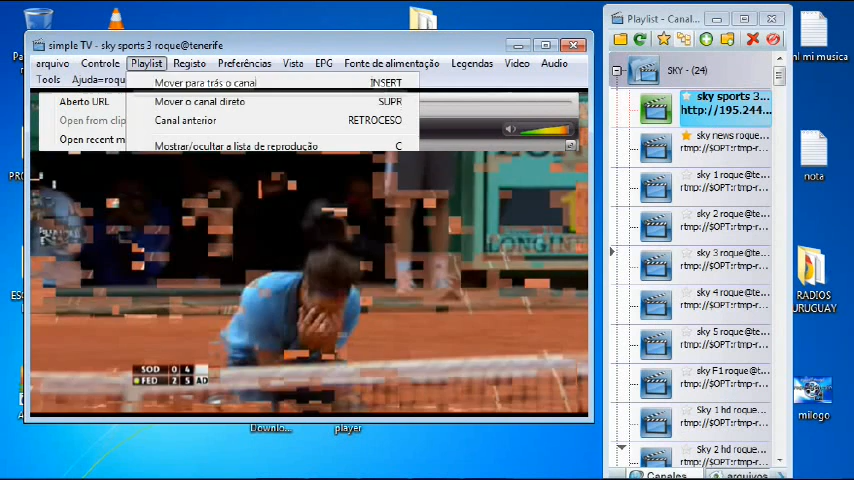 simple TV - sky sports 3 roque@tenerife
arquivo Controle Playlist Registo Preferências Vista EPG Fonte de alimentação Legendas Video Audio
Tools Ajuda=roqu
Mover para trás o canal INSERT
Aberto URL
Mover o canal direto SUPR
Open from clip
Canal anterior RETROCESO
Open recent m
Mostrar/ocultar a lista de reprodução C
LONGINE
SOD 0 4
FED 2 5 AD
Downlo...
player
Playlist - Canal...
SKY - (24)
sky sports 3...
http://195.244...
sky news roque...
rtmp://$OPT:rtmp-r...
sky 1 roque@te...
rtmp://$OPT:rtmp-r...
sky 2 roque@te...
rtmp://$OPT:rtmp-r...
sky 3 roque@te...
rtmp://$OPT:rtmp-r...
sky 4 roque@te...
rtmp://$OPT:rtmp-r...
sky 5 roque@te...
rtmp://$OPT:rtmp-r...
sky F1 roque@t...
rtmp://$OPT:rtmp-r...
Sky 1 hd roque...
rtmp://$OPT:rtmp-r...
Sky 2 hd roque...
rtmp://$OPT:rtmp-r...
Canales
arquivos
al mi musica
nota
RADIOS
URUGUAY
milogo